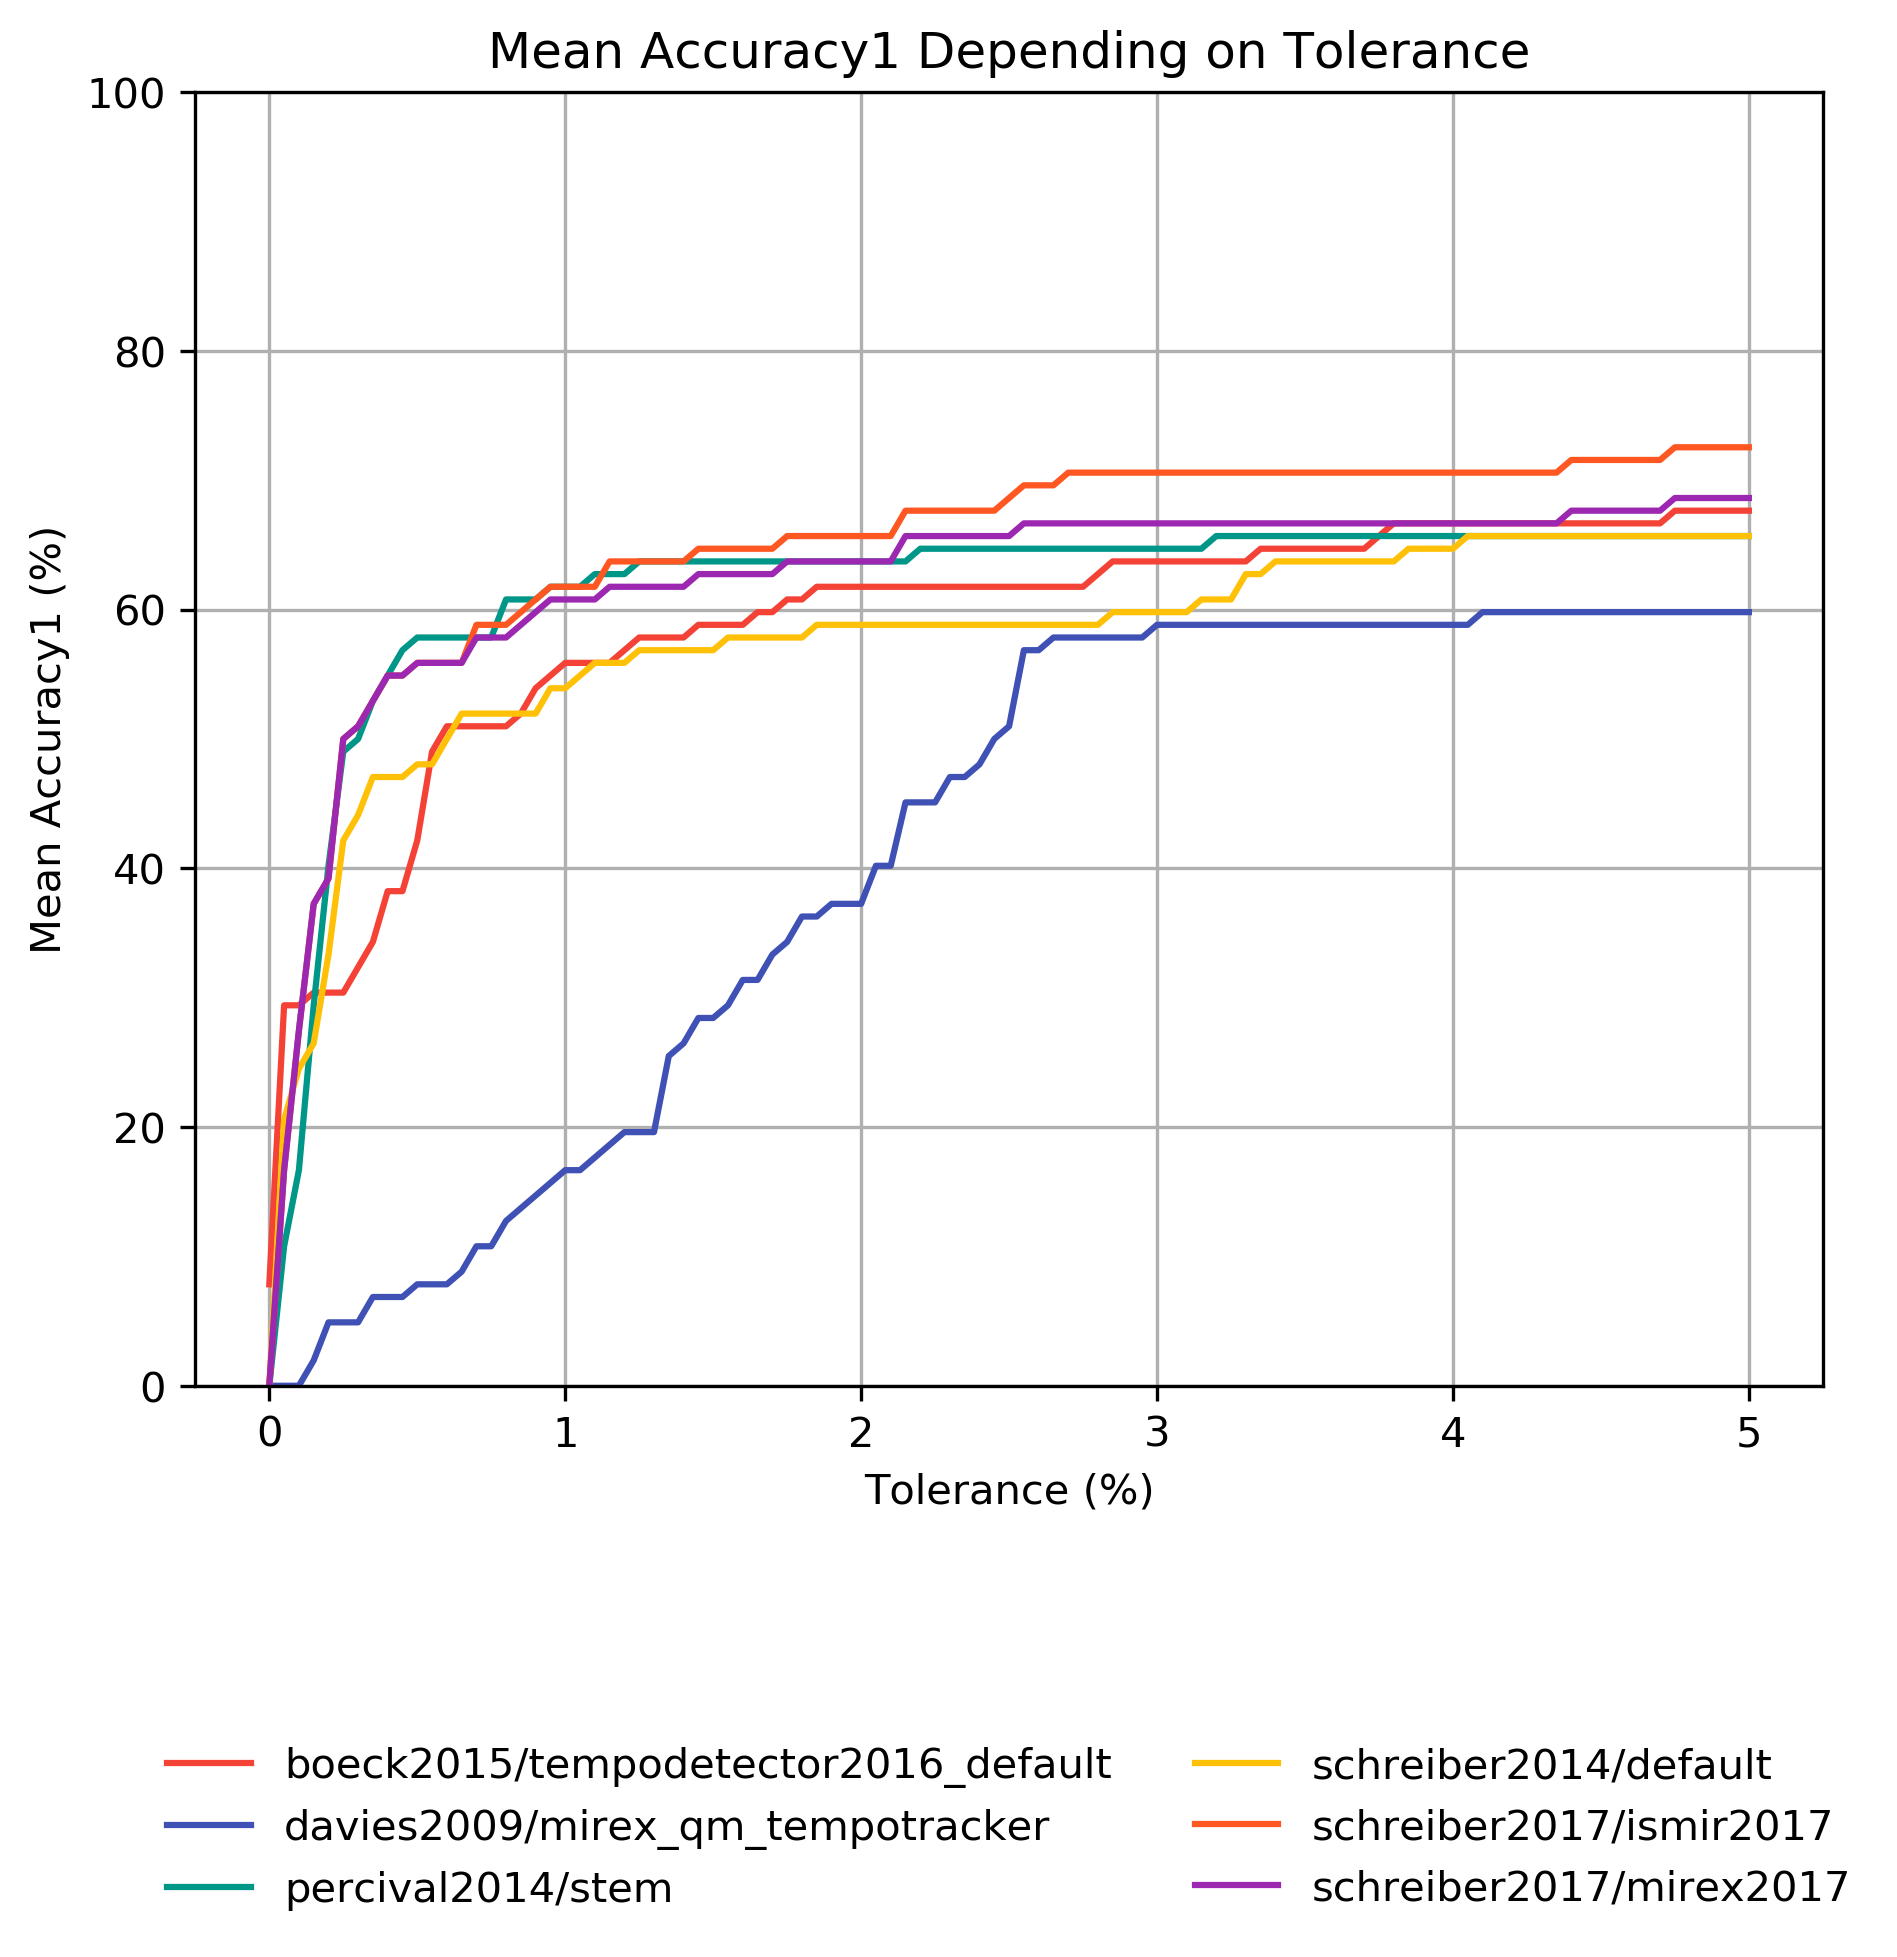 Mean Accuracy1 Depending on Tolerance
100
80
60
40
20
0
Mean Accuracy1 (%)
0 1 2 3 4 5
Tolerance (%)
boeck2015/tempodetector2016_default
davies2009/mirex_qm_tempotracker
percival2014/stem
schreiber2014/default
schreiber2017/ismir2017
schreiber2017/mirex2017